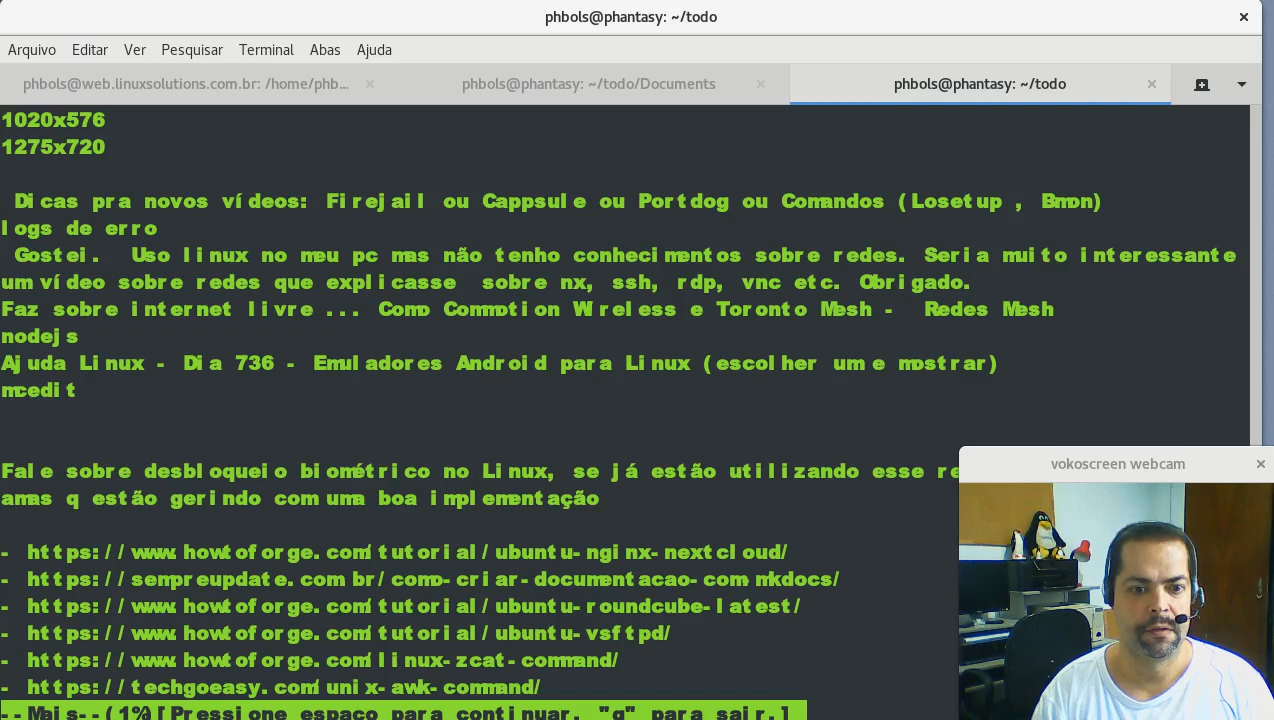 phbols@phantasy: ~/todo
Arquivo Editar Ver Pesquisar Terminal Abas Ajuda
phbols@web.linuxsolutions.com.br: /home/phb... phbols@phantasy: ~/todo/Documents phbols@phantasy: ~/todo
1020x576
1275x720
Dicas pra novos vídeos: Firejail ou Cappsule ou Portdog ou Comandos (Losetup , Bmon)
logs de erro
Gostei. Uso linux no meu pc mas não tenho conhecimentos sobre redes. Seria muito interessante
um vídeo sobre redes que explicasse sobre nx, ssh, rdp, vnc etc. Obrigado.
Faz sobre internet livre ... Como Commotion Wireless e Toronto Mesh - Redes Mesh
nodejs
Ajuda Linux - Dia 736 - Emuladores Android para Linux (escolher um e mostrar)
mcedit
Fale sobre desbloqueio biométrico no Linux, se já estão utilizando esse re
amas q estão gerindo com uma boa implementação
vokoscreen webcam
- https://www.howtoforge.com/tutorial/ubuntu-nginx-nextcloud/
- https://sempreupdate.com.br/como-criar-documentacao-com-mkdocs/
- https://www.howtoforge.com/tutorial/ubuntu-roundcube-latest/
- https://www.howtoforge.com/tutorial/ubuntu-vsftpd/
- https://www.howtoforge.com/linux-zcat-command/
- https://techgoeasy.com/unix-awk-command/
--Mais--(1%)[Pressione espaço para continuar, "q" para sair.]